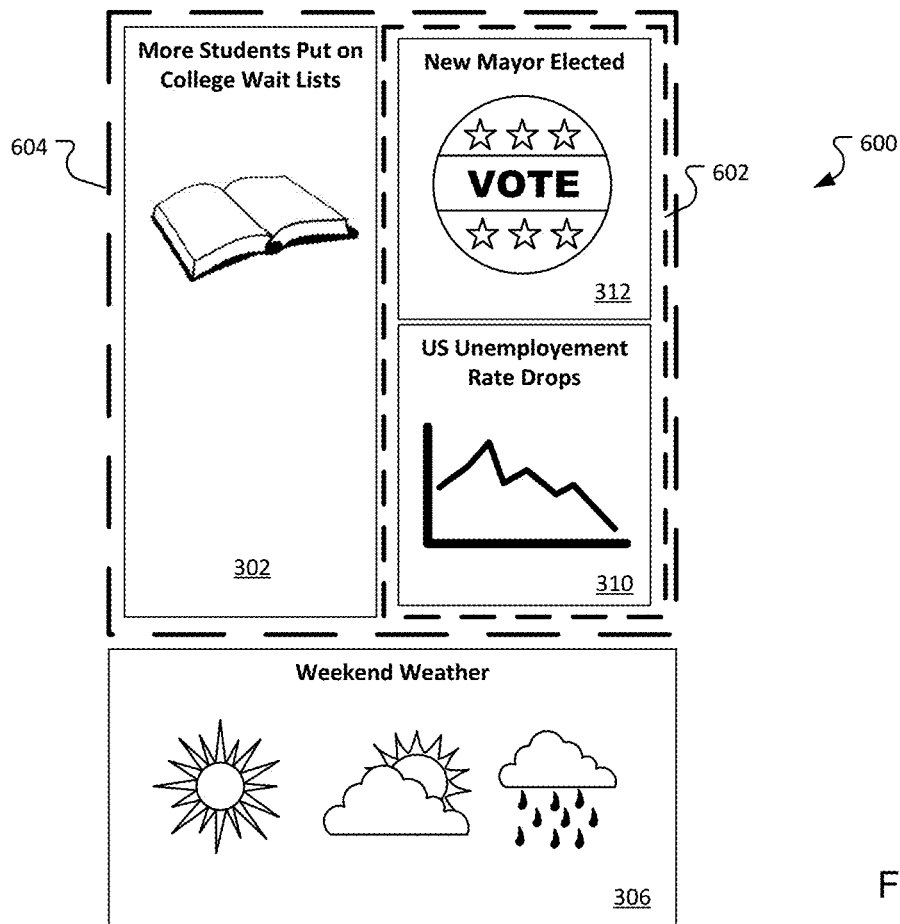 More Students Put on
College Wait Lists
302
New Mayor Elected
VOTE
312
US Unemployement
Rate Drops
310
Weekend Weather
306
604
602
600
F